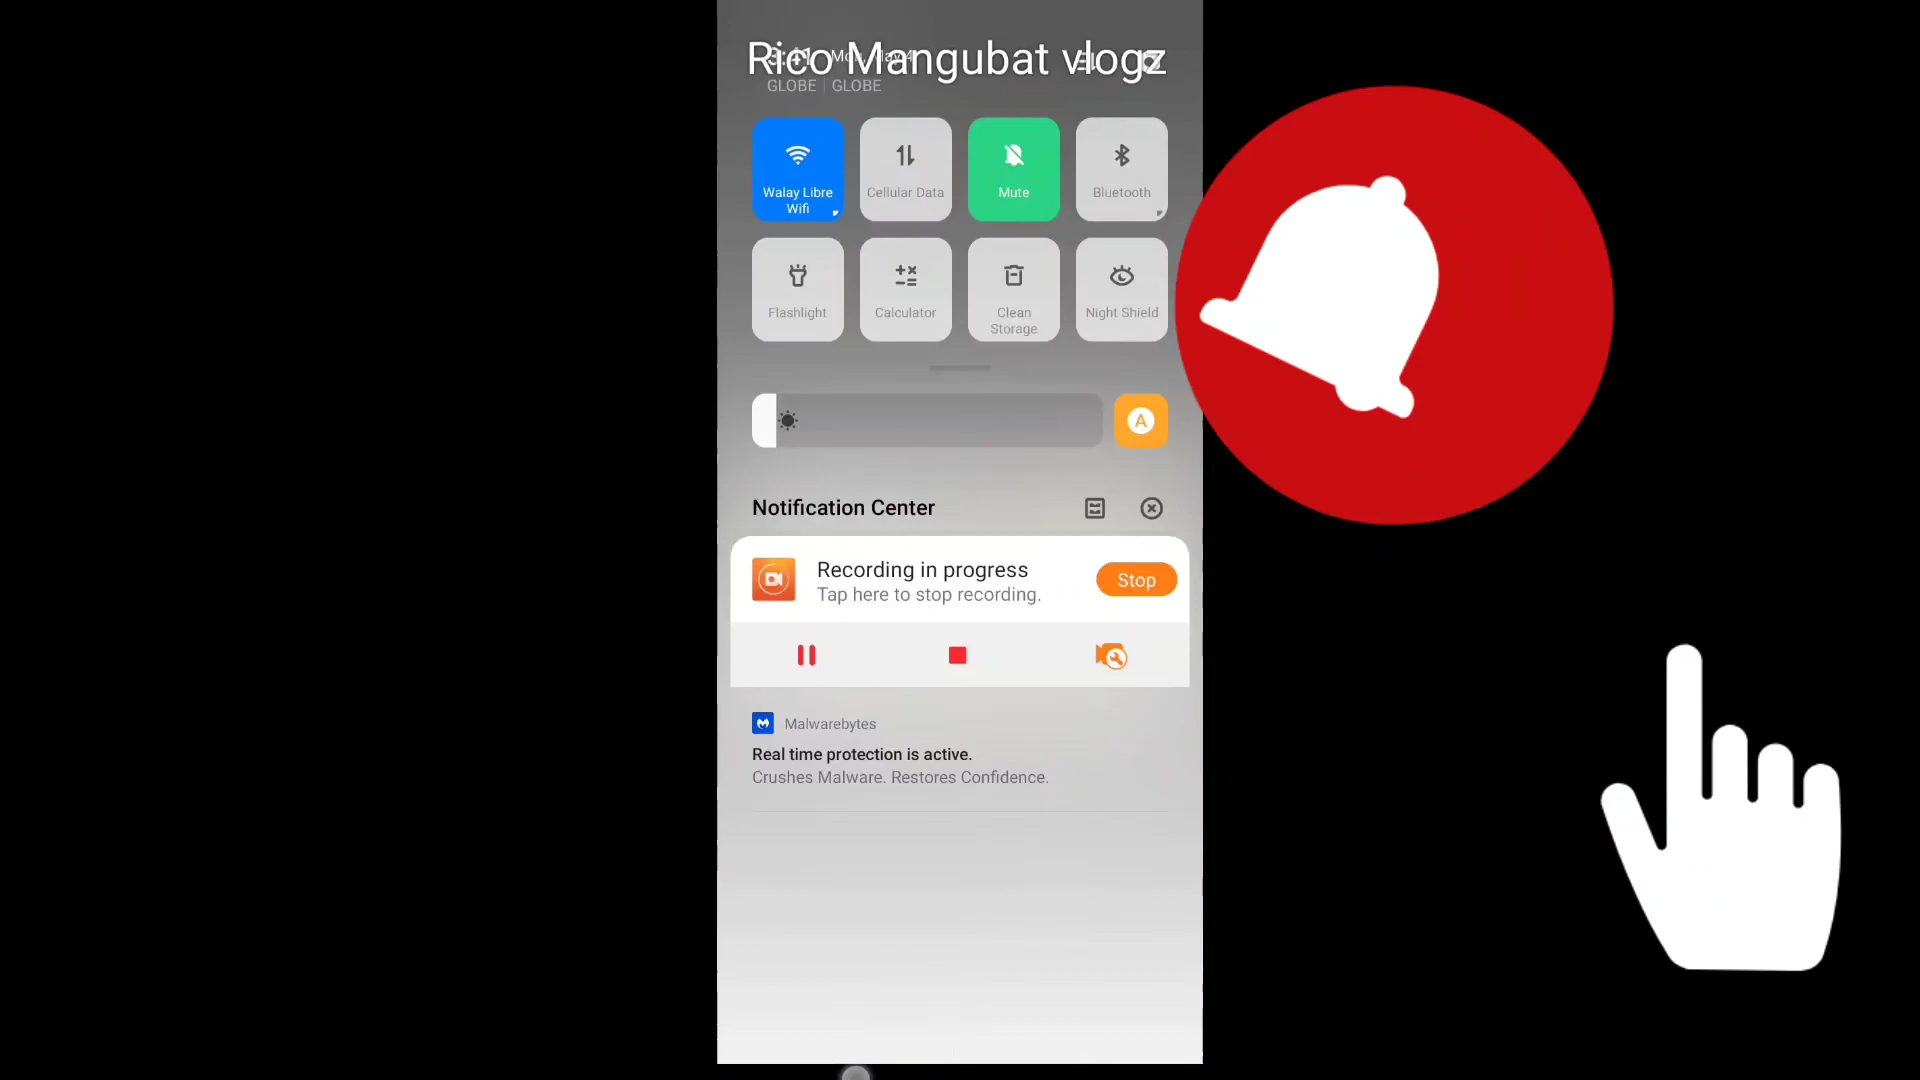 Rico Mangubat vlogz
GLOBE | GLOBE
Walay Libre
Wifi
Cellular Data
Mute
Bluetooth
Flashlight
Calculator
Clean
Storage
Night Shield
A
Notification Center
Recording in progress
Tap here to stop recording.
Stop
Malwarebytes
Real time protection is active.
Crushes Malware. Restores Confidence.